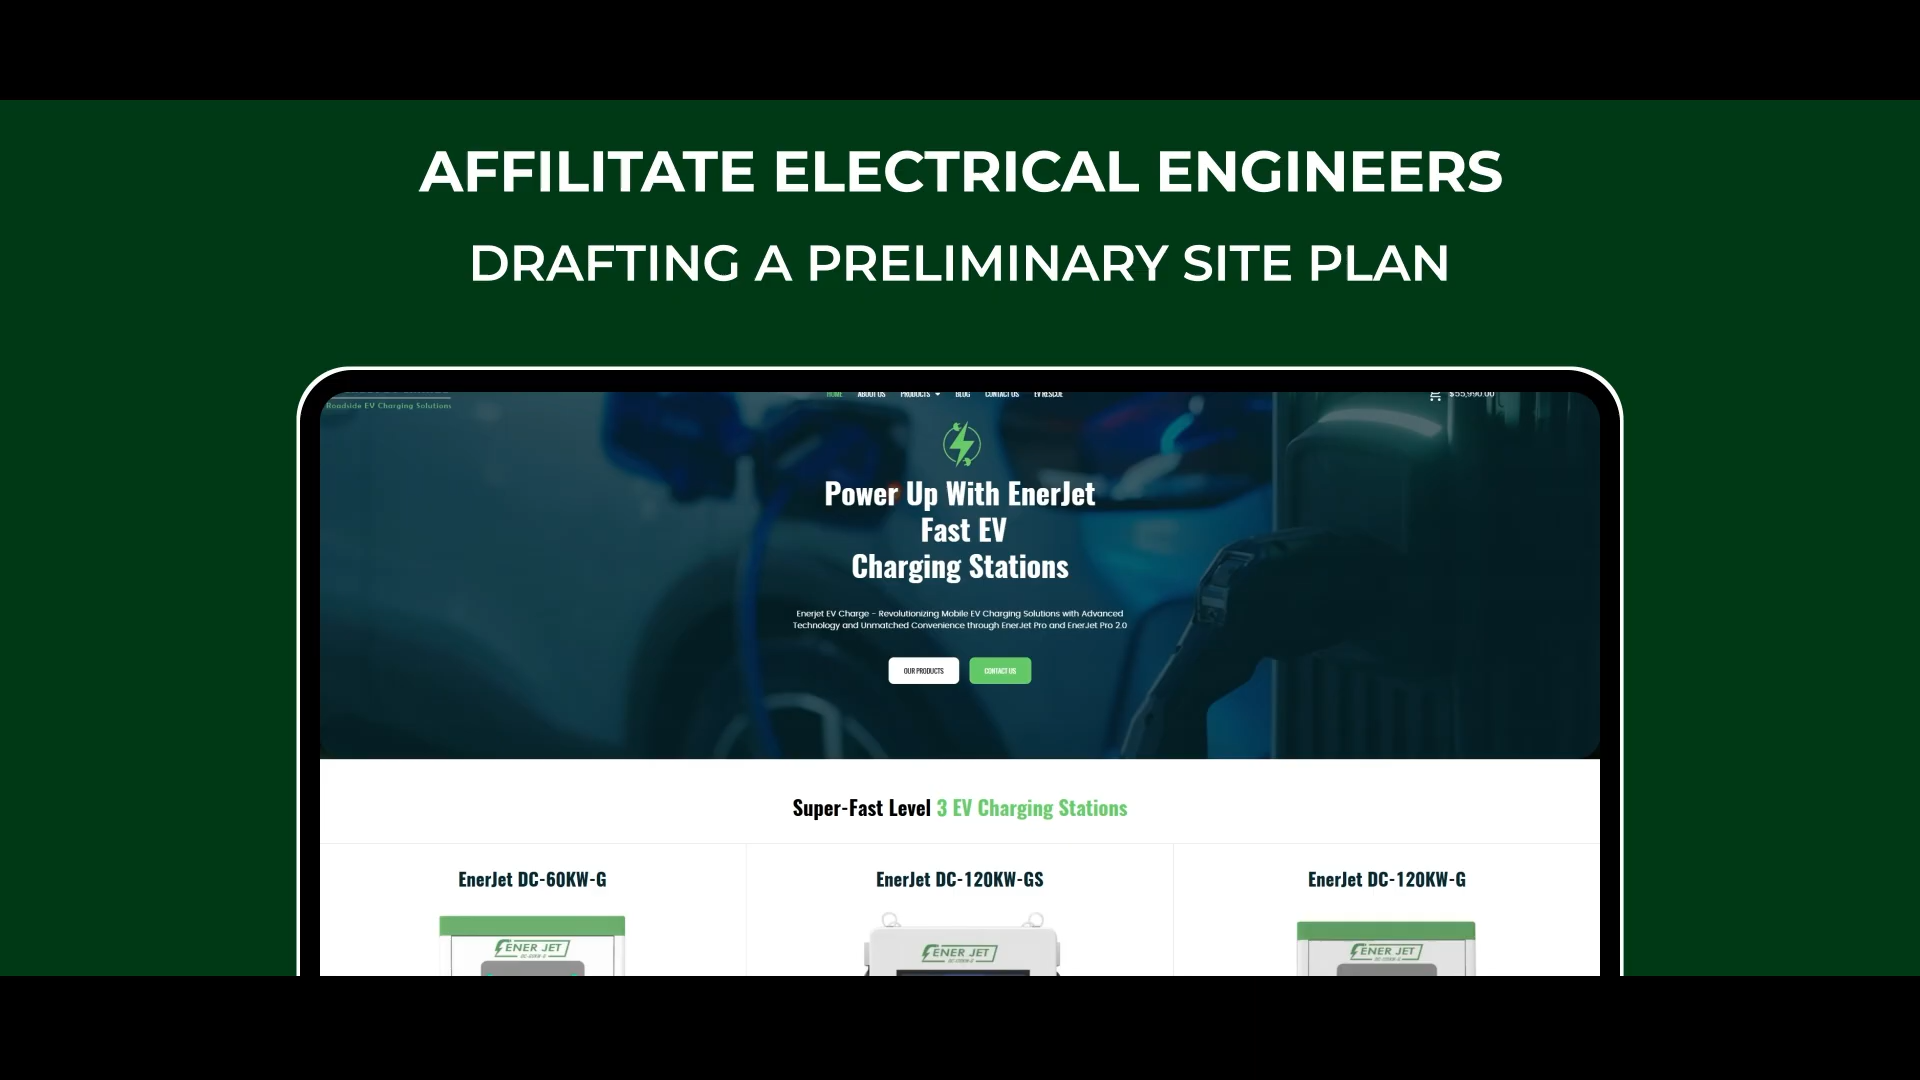 AFFILITATE ELECTRICAL ENGINEERS
DRAFTING A PRELIMINARY SITE PLAN
Roadside EV Charging Solutions
HOME ABOUT US PRODUCTS BLOG CONTACT US EV RESCUE
$55,990.00
Power Up With EnerJet
Fast EV
Charging Stations
Enerjet EV Charge – Revolutionizing Mobile EV Charging Solutions with Advanced
Technology and Unmatched Convenience through EnerJet Pro and EnerJet Pro 2.0
OUR PRODUCTS CONTACT US
Super-Fast Level 3 EV Charging Stations
EnerJet DC-60KW-G EnerJet DC-120KW-GS EnerJet DC-120KW-G
ENER JET ENER JET ENER JET